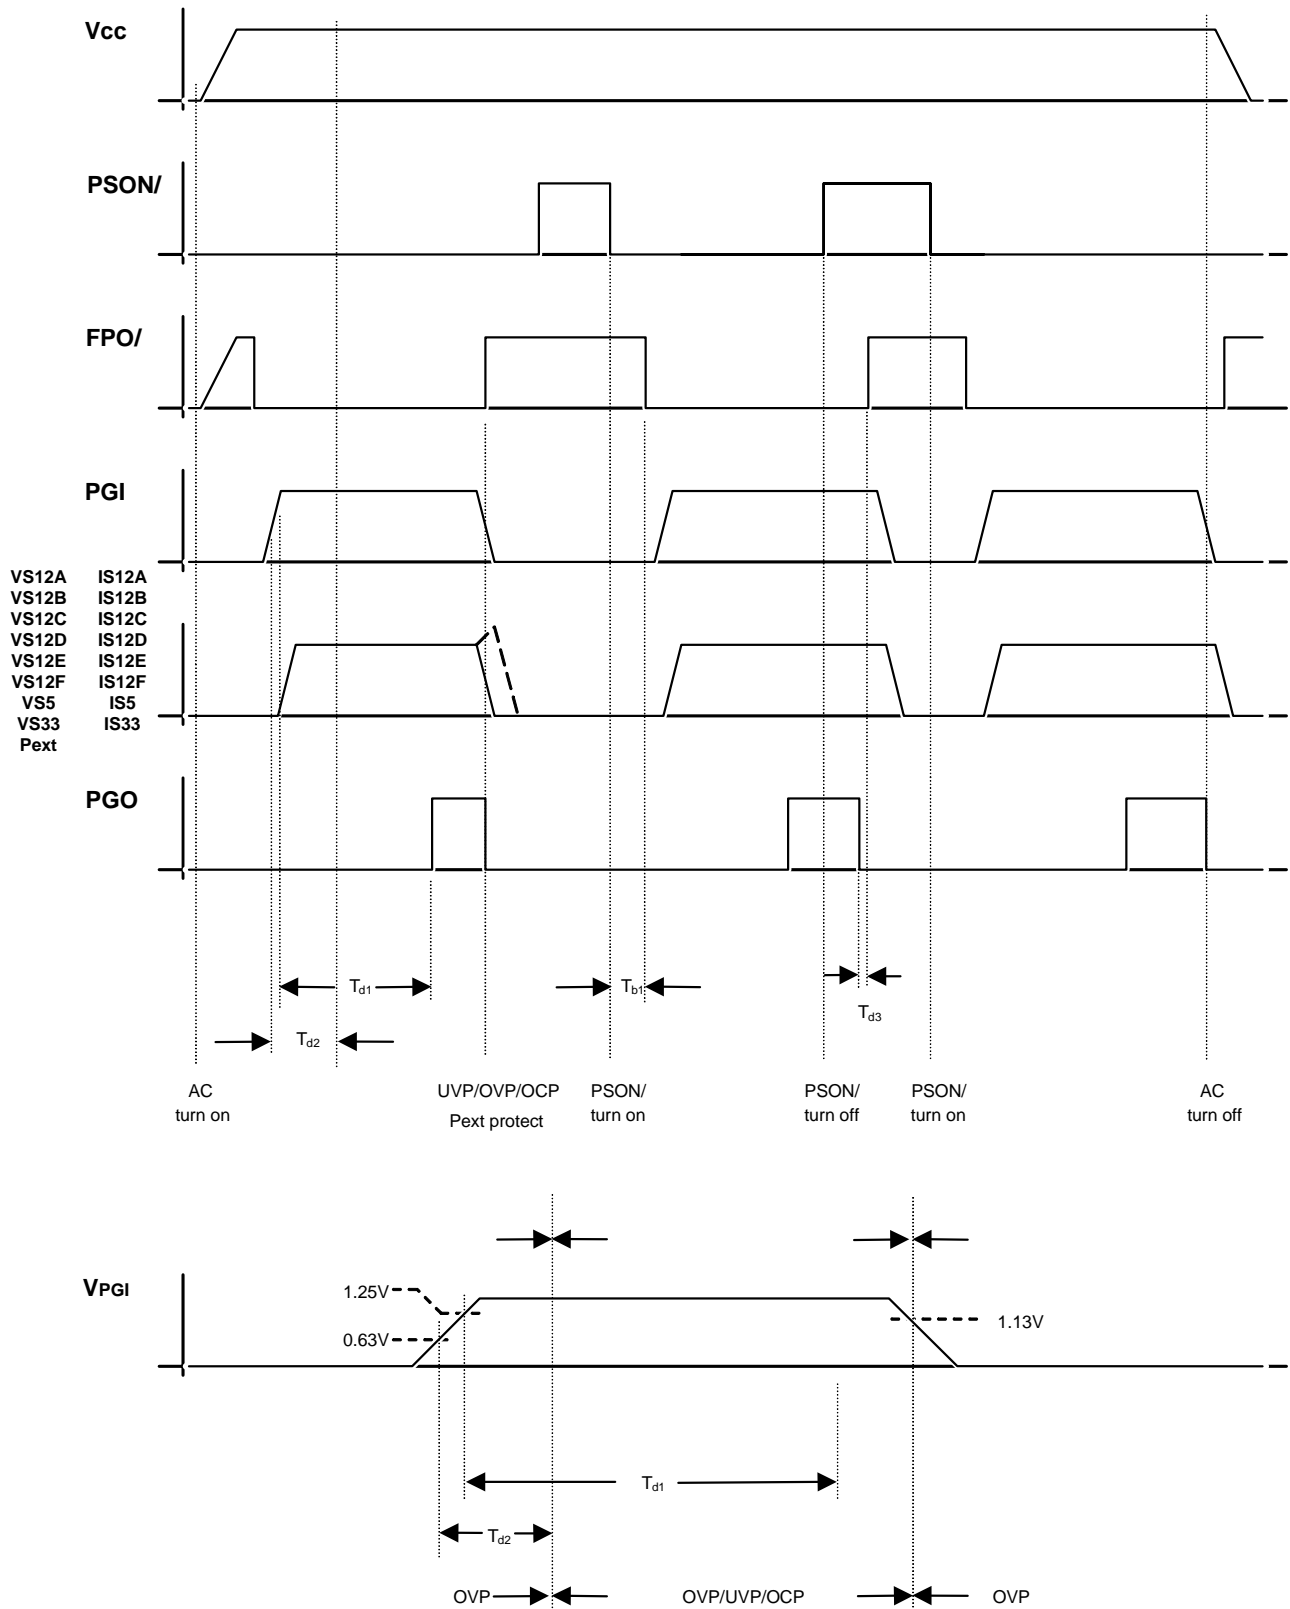 Vcc
PSON/
FPO/
PGI
VS12A IS12A
VS12B IS12B
VS12C IS12C
VS12D IS12D
VS12E IS12E
VS12F IS12F
VS5 IS5
VS33 IS33
Pext
PGO
Td1
Tb1
Td3
Td2
AC
turn on
UVP/OVP/OCP
Pext protect
PSON/
turn on
PSON/
turn off
PSON/
turn on
AC
turn off
VPGI
1.25V
0.63V
1.13V
Td1
Td2
OVP
OVP/UVP/OCP
OVP